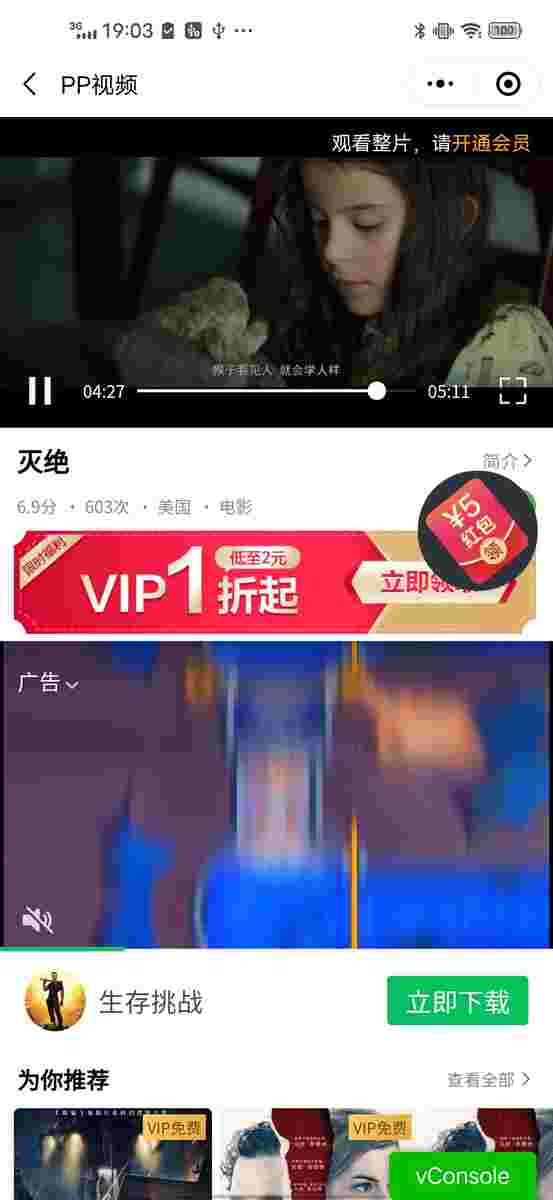 3G 19:03 100
PP视频
观看整片，请开通会员
猴子看见人 就会学人样
04:27 05:11
灭绝
简介
6.9分 · 603次 · 美国 · 电影
限时福利
VIP1折起
低至2元
立即领
¥5
红包
领
广告
生存挑战
立即下载
为你推荐
查看全部
VIP免费
VIP免费
vConsole